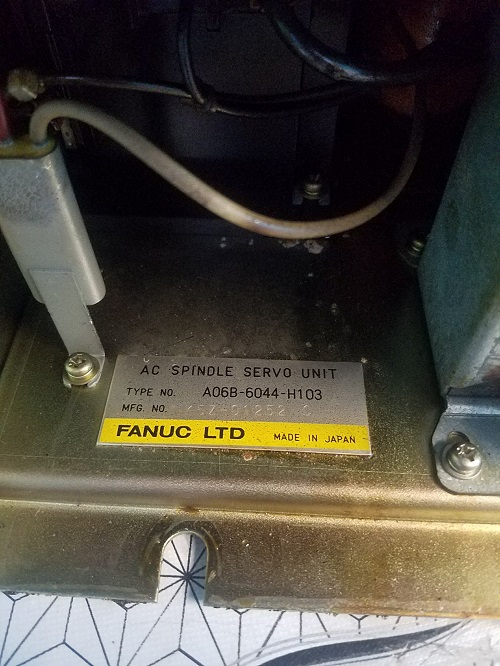 AC SPINDLE SERVO UNIT
TYPE NO. A06B-6044-H103
MFG. NO.
FANUC LTD MADE IN JAPAN